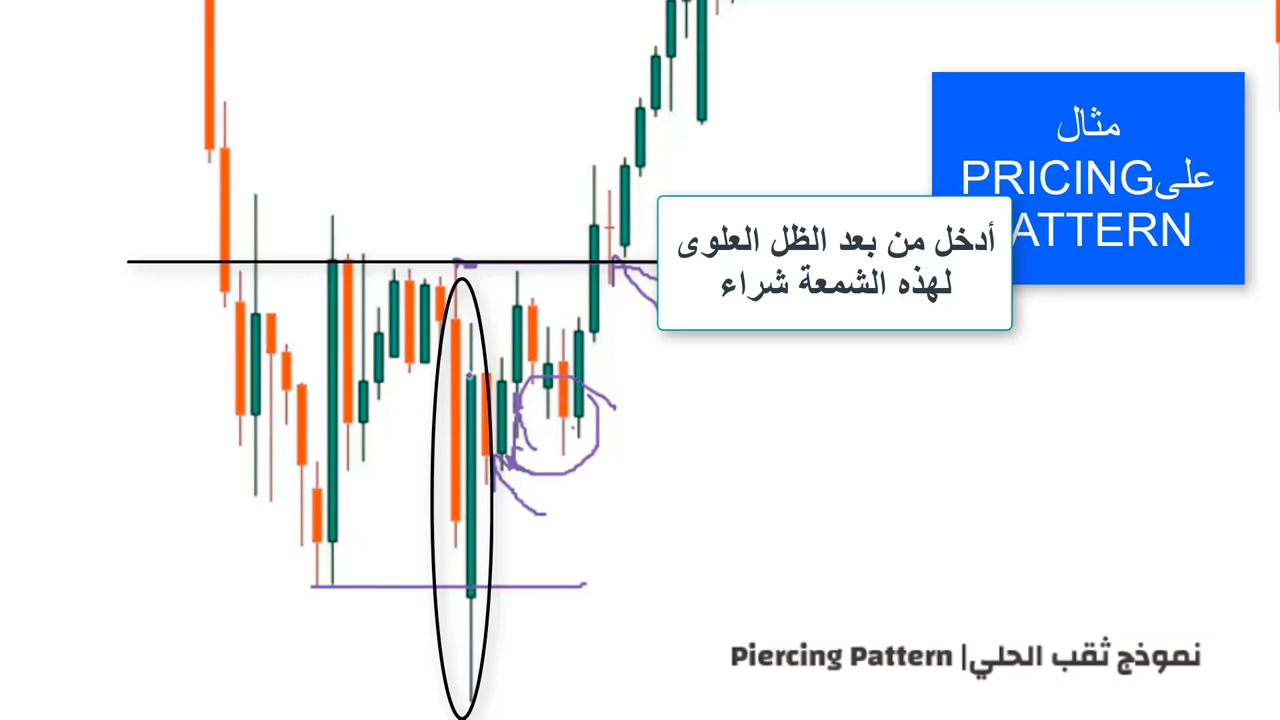 مثال
علىPRICING
ATTERN
أدخل من بعد الظل العلوى
لهذه الشمعة شراء
نموذج ثقب الحلي| Piercing Pattern